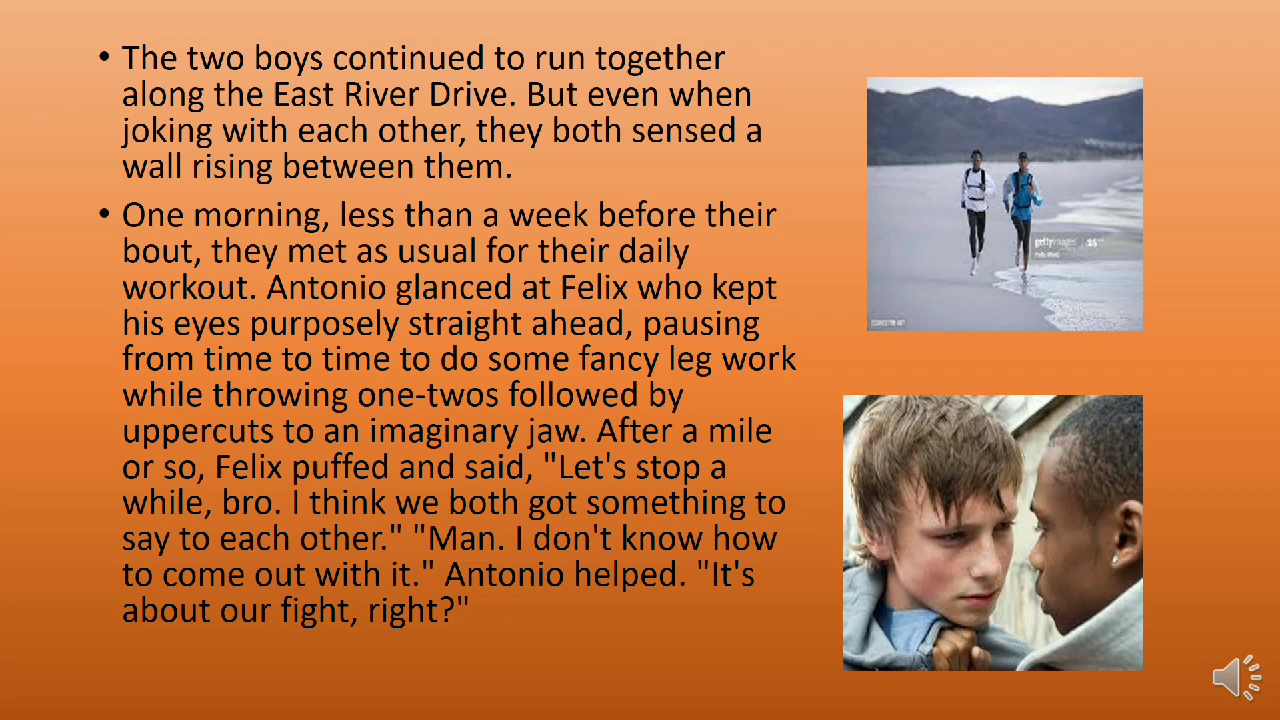 • The two boys continued to run together
along the East River Drive. But even when
joking with each other, they both sensed a
wall rising between them.
• One morning, less than a week before their
bout, they met as usual for their daily
workout. Antonio glanced at Felix who kept
his eyes purposely straight ahead, pausing
from time to time to do some fancy leg work
while throwing one-twos followed by
uppercuts to an imaginary jaw. After a mile
or so, Felix puffed and said, "Let's stop a
while, bro. I think we both got something to
say to each other." "Man. I don't know how
to come out with it." Antonio helped. "It's
about our fight, right?"
gettyimages